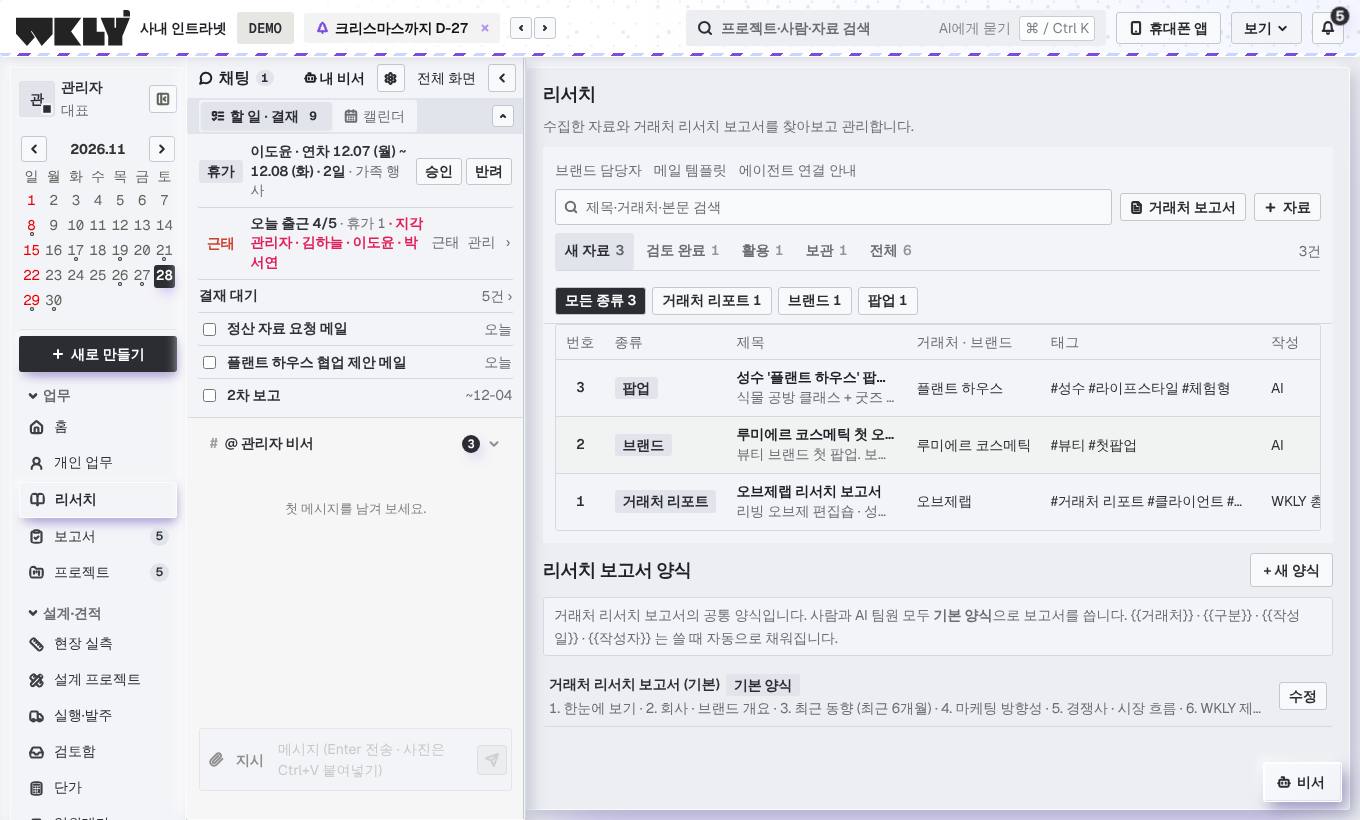 WKLY
사내 인트라넷
DEMO
크리스마스까지 D-27 ×
프로젝트·사람·자료 검색
AI에게 묻기
⌘ / Ctrl K
휴대폰 앱
보기
5
관
관리자
대표
2026.11
일 월 화 수 목 금 토
1 2 3 4 5 6 7
8 9 10 11 12 13 14
15 16 17 18 19 20 21
22 23 24 25 26 27 28
29 30
+ 새로 만들기
업무
홈
개인 업무
리서치
보고서 5
프로젝트 5
설계·견적
현장 실측
설계 프로젝트
실행·발주
검토함
단가
채팅 1
내 비서
전체 화면
할 일 · 결재 9
캘린더
휴가
이도윤 · 연차 12.07 (월) ~
12.08 (화) · 2일 · 가족 행
사
승인
반려
근태
오늘 출근 4/5 · 휴가 1 · 지각
관리자 · 김하늘 · 이도윤 · 박
서연
근태 관리 ›
결재 대기
5건 ›
정산 자료 요청 메일
오늘
플랜트 하우스 협업 제안 메일
오늘
2차 보고
~12-04
# @ 관리자 비서
3
첫 메시지를 남겨 보세요.
지시
메시지 (Enter 전송 · 사진은
Ctrl+V 붙여넣기)
리서치
수집한 자료와 거래처 리서치 보고서를 찾아보고 관리합니다.
브랜드 담당자 메일 템플릿 에이전트 연결 안내
제목·거래처·본문 검색
거래처 보고서
+ 자료
새 자료 3
검토 완료 1
활용 1
보관 1
전체 6
3건
모든 종류 3
거래처 리포트 1
브랜드 1
팝업 1
번호 종류 제목 거래처 · 브랜드 태그 작성
3
팝업
성수 '플랜트 하우스' 팝…
식물 공방 클래스 + 굿즈 …
플랜트 하우스
#성수 #라이프스타일 #체험형
AI
2
브랜드
루미에르 코스메틱 첫 오…
뷰티 브랜드 첫 팝업. 보…
루미에르 코스메틱
#뷰티 #첫팝업
AI
1
거래처 리포트
오브제랩 리서치 보고서
리빙 오브제 편집숍 · 성…
오브제랩
#거래처 리포트 #클라이언트 #…
WKLY 총
리서치 보고서 양식
+ 새 양식
거래처 리서치 보고서의 공통 양식입니다. 사람과 AI 팀원 모두 기본 양식으로 보고서를 씁니다. {{거래처}} · {{구분}} · {{작성
일}} · {{작성자}} 는 쓸 때 자동으로 채워집니다.
거래처 리서치 보고서 (기본)
기본 양식
1. 한눈에 보기 · 2. 회사 · 브랜드 개요 · 3. 최근 동향 (최근 6개월) · 4. 마케팅 방향성 · 5. 경쟁사 · 시장 흐름 · 6. WKLY 제…
수정
비서